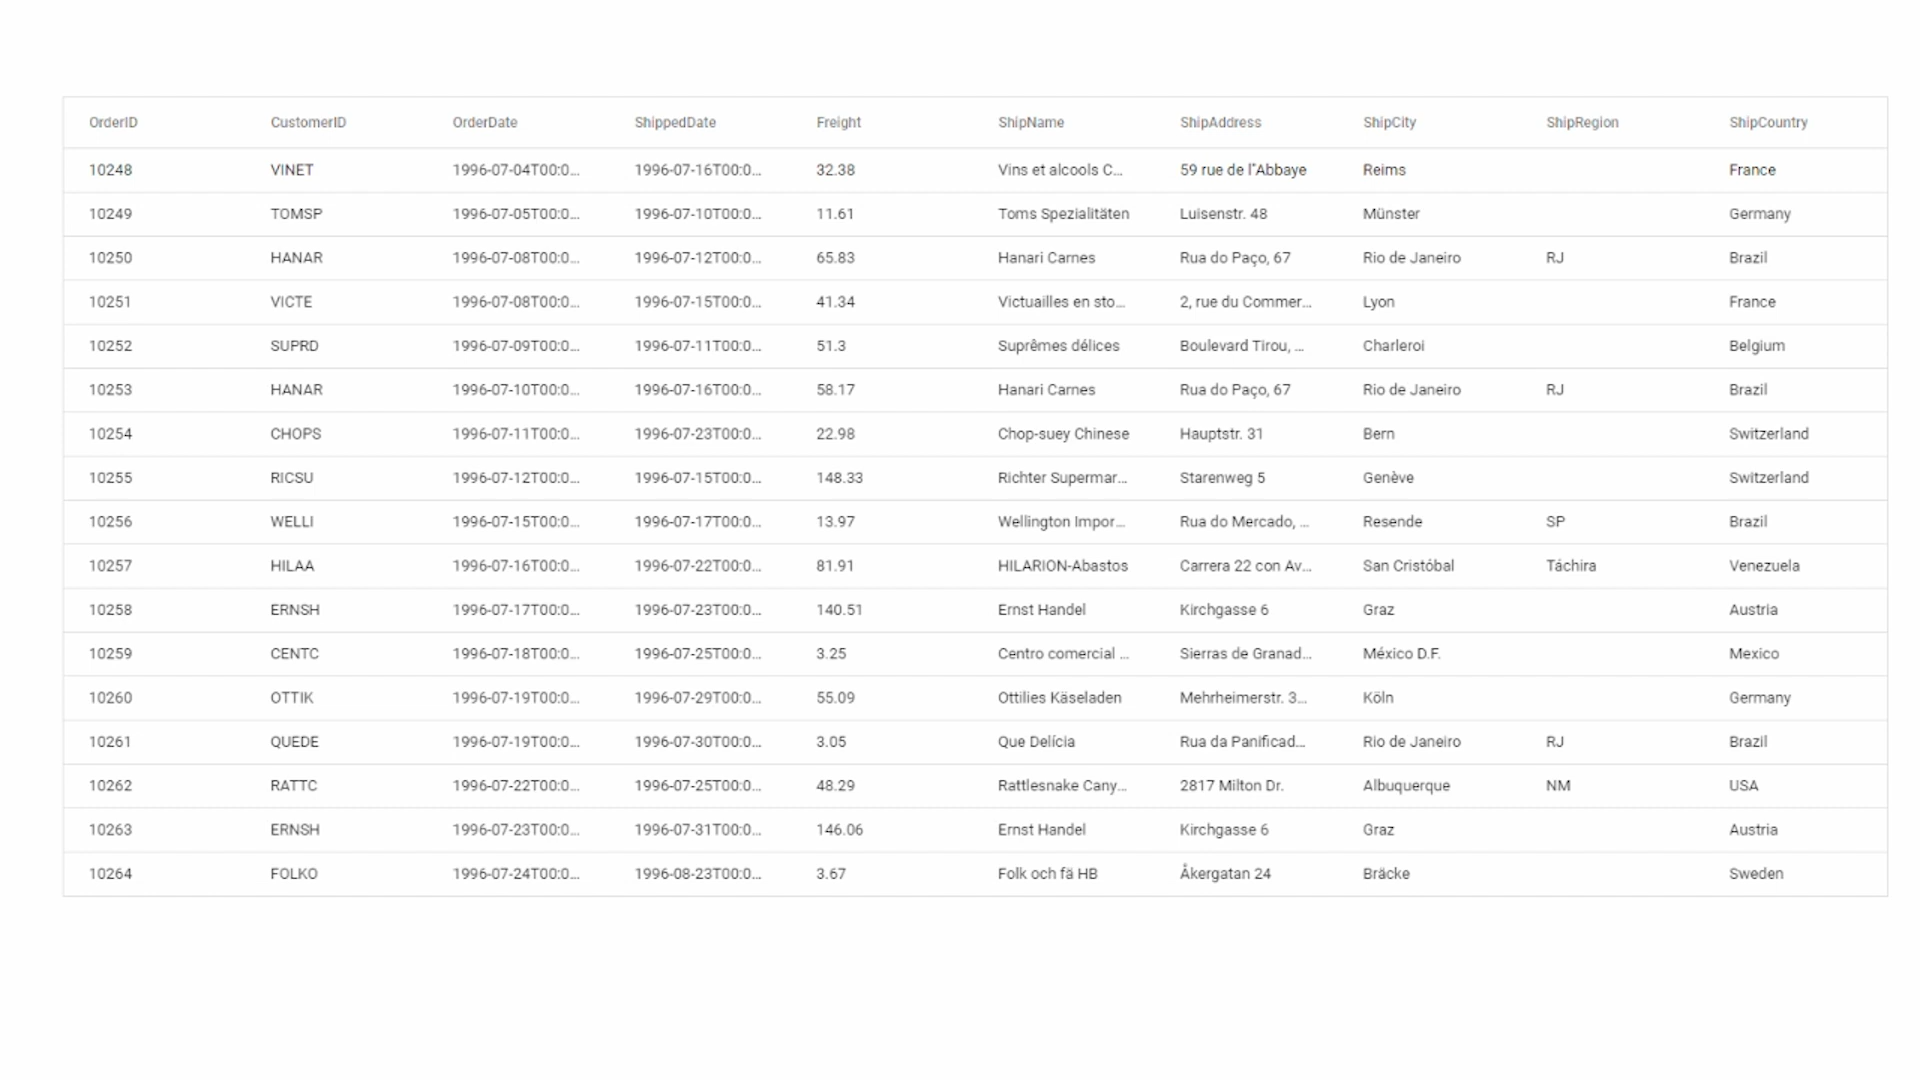 OrderID CustomerID OrderDate ShippedDate Freight ShipName ShipAddress ShipCity ShipRegion ShipCountry
10248 VINET 1996-07-04T00:0... 1996-07-16T00:0... 32.38 Vins et alcools C... 59 rue de l"Abbaye Reims France
10249 TOMSP 1996-07-05T00:0... 1996-07-10T00:0... 11.61 Toms Spezialitäten Luisenstr. 48 Münster Germany
10250 HANAR 1996-07-08T00:0... 1996-07-12T00:0... 65.83 Hanari Carnes Rua do Paço, 67 Rio de Janeiro RJ Brazil
10251 VICTE 1996-07-08T00:0... 1996-07-15T00:0... 41.34 Victuailles en sto... 2, rue du Commer... Lyon France
10252 SUPRD 1996-07-09T00:0... 1996-07-11T00:0... 51.3 Suprêmes délices Boulevard Tirou, ... Charleroi Belgium
10253 HANAR 1996-07-10T00:0... 1996-07-16T00:0... 58.17 Hanari Carnes Rua do Paço, 67 Rio de Janeiro RJ Brazil
10254 CHOPS 1996-07-11T00:0... 1996-07-23T00:0... 22.98 Chop-suey Chinese Hauptstr. 31 Bern Switzerland
10255 RICSU 1996-07-12T00:0... 1996-07-15T00:0... 148.33 Richter Supermar... Starenweg 5 Genève Switzerland
10256 WELLI 1996-07-15T00:0... 1996-07-17T00:0... 13.97 Wellington Impor... Rua do Mercado, ... Resende SP Brazil
10257 HILAA 1996-07-16T00:0... 1996-07-22T00:0... 81.91 HILARION-Abastos Carrera 22 con Av... San Cristóbal Táchira Venezuela
10258 ERNSH 1996-07-17T00:0... 1996-07-23T00:0... 140.51 Ernst Handel Kirchgasse 6 Graz Austria
10259 CENTC 1996-07-18T00:0... 1996-07-25T00:0... 3.25 Centro comercial ... Sierras de Granad... México D.F. Mexico
10260 OTTIK 1996-07-19T00:0... 1996-07-29T00:0... 55.09 Ottilies Käseladen Mehrheimerstr. 3... Köln Germany
10261 QUEDE 1996-07-19T00:0... 1996-07-30T00:0... 3.05 Que Delícia Rua da Panificad... Rio de Janeiro RJ Brazil
10262 RATTC 1996-07-22T00:0... 1996-07-25T00:0... 48.29 Rattlesnake Cany... 2817 Milton Dr. Albuquerque NM USA
10263 ERNSH 1996-07-23T00:0... 1996-07-31T00:0... 146.06 Ernst Handel Kirchgasse 6 Graz Austria
10264 FOLKO 1996-07-24T00:0... 1996-08-23T00:0... 3.67 Folk och fä HB Åkergatan 24 Bräcke Sweden